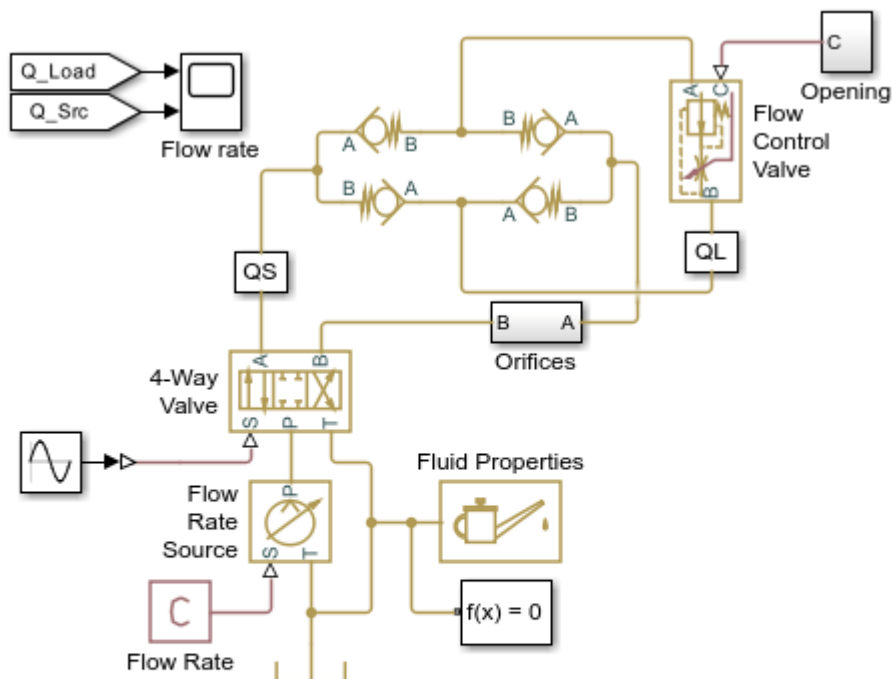 Q_Load
Q_Src
Flow rate
A
B
B
A
B
A
A
B
A
C
B
C
Opening
Flow
Control
Valve
QS
QL
B
A
Orifices
4-Way
Valve
A
B
S
P
T
Flow
Rate
Source
P
S
T
Fluid Properties
C
Flow Rate
f(x) = 0